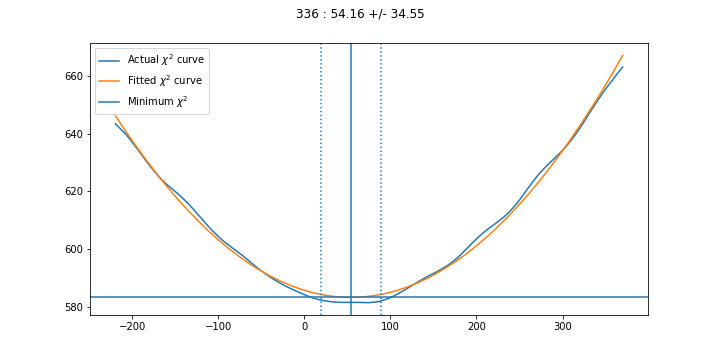 336 : 54.16 +/- 34.55
Actual χ² curve
Fitted χ² curve
Minimum χ²
660
640
620
600
580
−200 −100 0 100 200 300